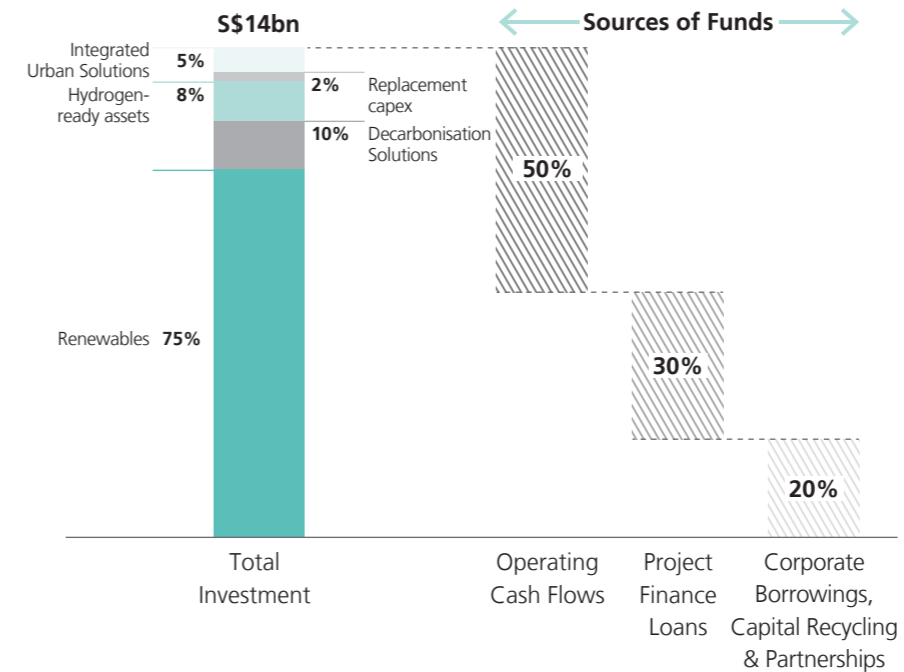 S$14bn
Sources of Funds
Integrated
Urban Solutions
5%
2%
Replacement
capex
Hydrogen-
ready assets
8%
10%
Decarbonisation
Solutions
50%
Renewables 75%
30%
20%
Total
Investment
Operating
Cash Flows
Project
Finance
Loans
Corporate
Borrowings,
Capital Recycling
& Partnerships